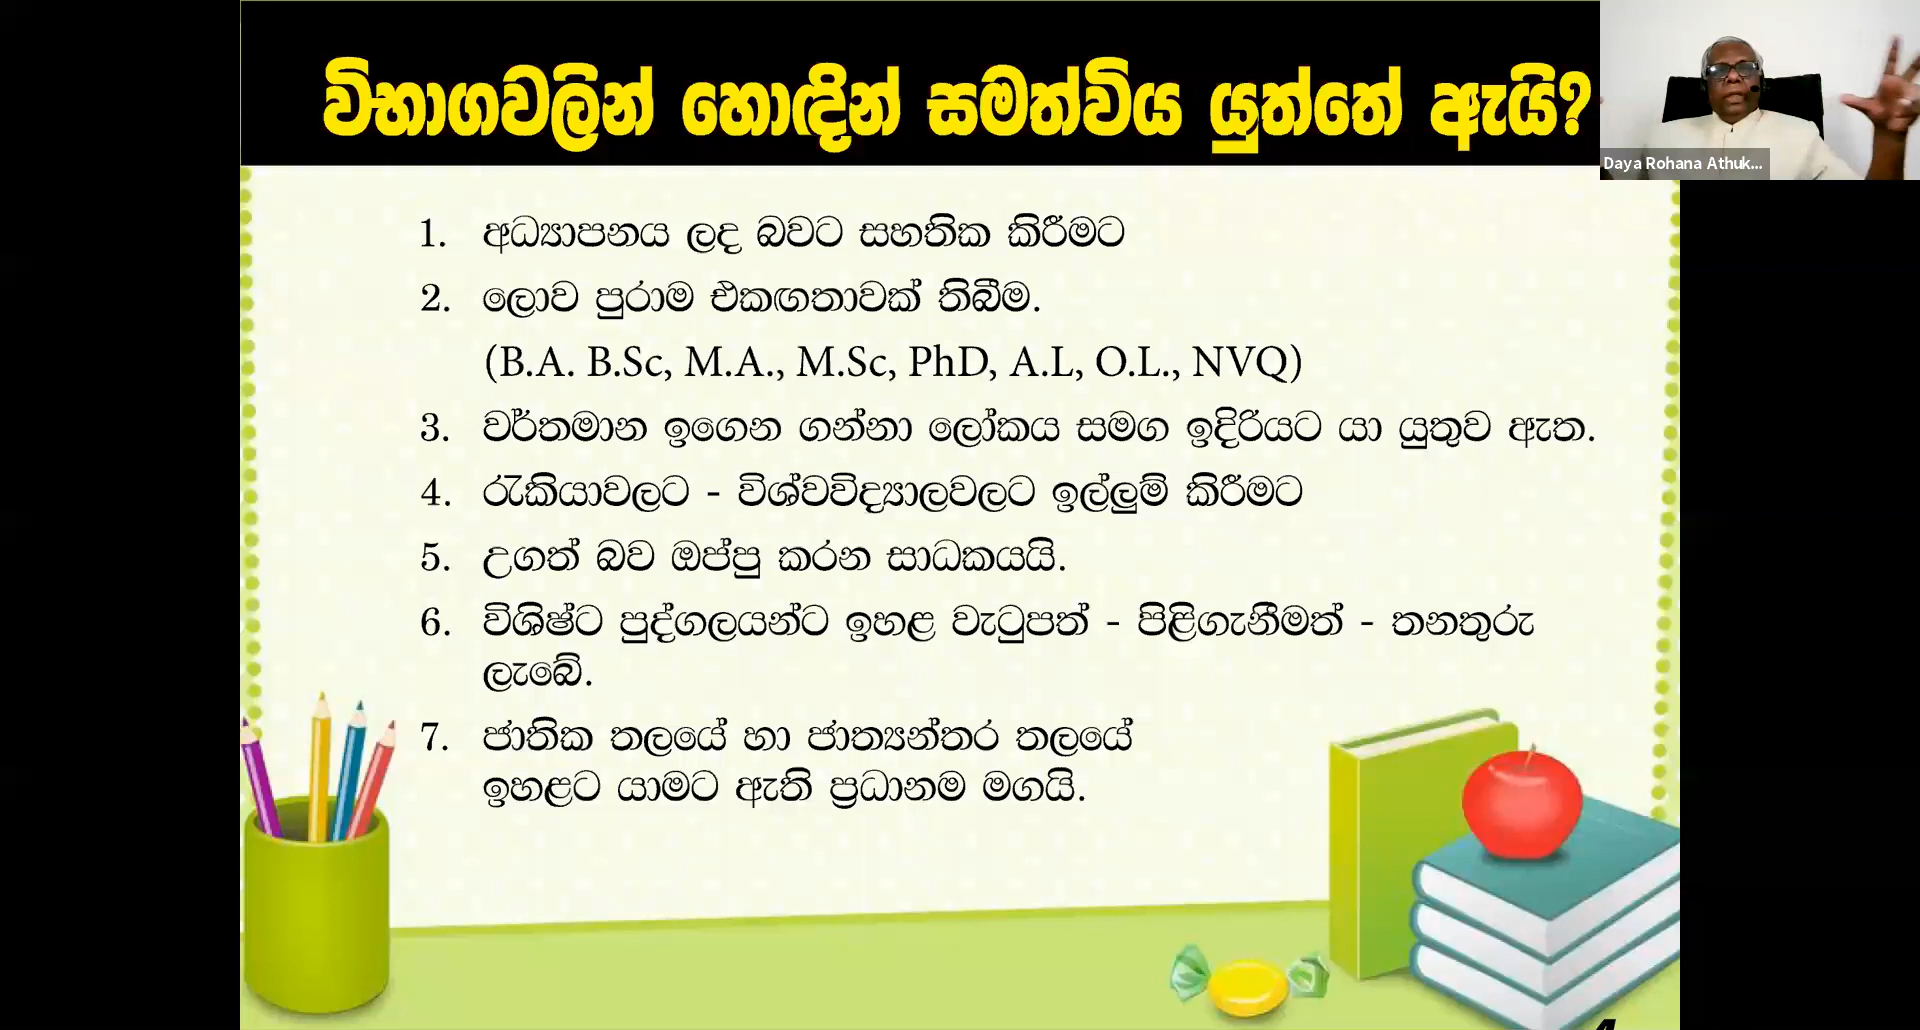 විභාගවලින් හොඳින් සමත්විය යුත්තේ ඇයි?
Daya Rohana Athuk...
1. අධ්‍යාපනය ලද බවට සහතික කිරීමට
2. ලොව පුරාම එකඟතාවක් තිබීම.
(B.A. B.Sc, M.A., M.Sc, PhD, A.L, O.L., NVQ)
3. වර්තමාන ඉගෙන ගන්නා ලෝකය සමග ඉදිරියට යා යුතුව ඇත.
4. රැකියාවලට - විශ්වවිද්‍යාලවලට ඉල්ලුම් කිරීමට
5. උගත් බව ඔප්පු කරන සාධකයයි.
6. විශිෂ්ට පුද්ගලයන්ට ඉහළ වැටුපත් - පිළිගැනීමත් - තනතුරු
ලැබේ.
7. ජාතික තලයේ හා ජාත්‍යන්තර තලයේ
ඉහළට යාමට ඇති ප්‍රධානම මගයි.